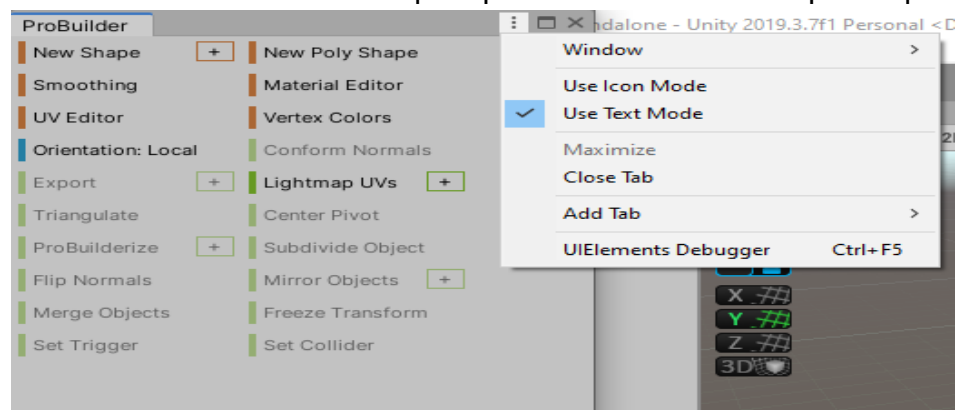 ProBuilder
ndalone - Unity 2019.3.7f1 Personal <D
New Shape + New Poly Shape
Smoothing Material Editor
UV Editor Vertex Colors
Orientation: Local Conform Normals
Export + Lightmap UVs +
Triangulate Center Pivot
ProBuilderize + Subdivide Object
Flip Normals Mirror Objects +
Merge Objects Freeze Transform
Set Trigger Set Collider
Window >
Use Icon Mode
Use Text Mode
Maximize
Close Tab
Add Tab >
UIElements Debugger Ctrl+F5
X
Y
Z
3D